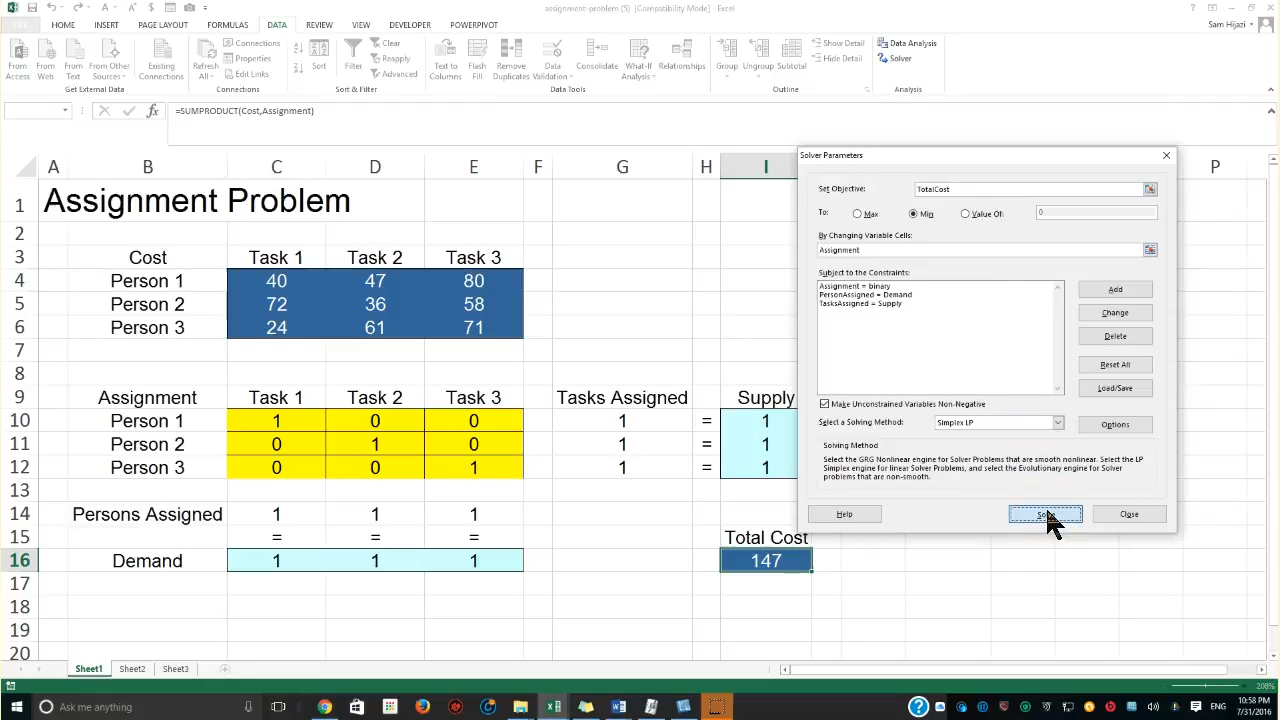 assignment-problem (5) [Compatibility Mode] - Excel
FILE HOME INSERT PAGE LAYOUT FORMULAS DATA REVIEW VIEW DEVELOPER POWERPIVOT Sam Hijazi
From Access From Web From Text From Other Sources Existing Connections
Get External Data
Refresh All Connections Properties Edit Links
Connections
Sort Filter Clear Reapply Advanced
Sort & Filter
Text to Columns Flash Fill Remove Duplicates Data Validation Consolidate What-If Analysis Relationships
Data Tools
Group Ungroup Subtotal Show Detail Hide Detail
Outline
Data Analysis Solver
Analysis
fx =SUMPRODUCT(Cost,Assignment)
A B C D E F G H I P
1 Assignment Problem
2
3 Cost Task 1 Task 2 Task 3
4 Person 1 40 47 80
5 Person 2 72 36 58
6 Person 3 24 61 71
7
8
9 Assignment Task 1 Task 2 Task 3 Tasks Assigned Supply
10 Person 1 1 0 0 1 = 1
11 Person 2 0 1 0 1 = 1
12 Person 3 0 0 1 1 = 1
13
14 Persons Assigned 1 1 1
15 = = = Total Cost
16 Demand 1 1 1 147
17
18
19
20
Solver Parameters
Set Objective: TotalCost
To: Max Min Value Of: 0
By Changing Variable Cells:
Assignment
Subject to the Constraints:
Assignment = binary
PersonAssigned = Demand
TasksAssigned = Supply
Add
Change
Delete
Reset All
Load/Save
Make Unconstrained Variables Non-Negative
Select a Solving Method: Simplex LP Options
Solving Method
Select the GRG Nonlinear engine for Solver Problems that are smooth nonlinear. Select the LP
Simplex engine for linear Solver Problems, and select the Evolutionary engine for Solver
problems that are non-smooth.
Help Close
Sheet1 Sheet2 Sheet3
208%
Ask me anything
ENG 10:58 PM
7/31/2016